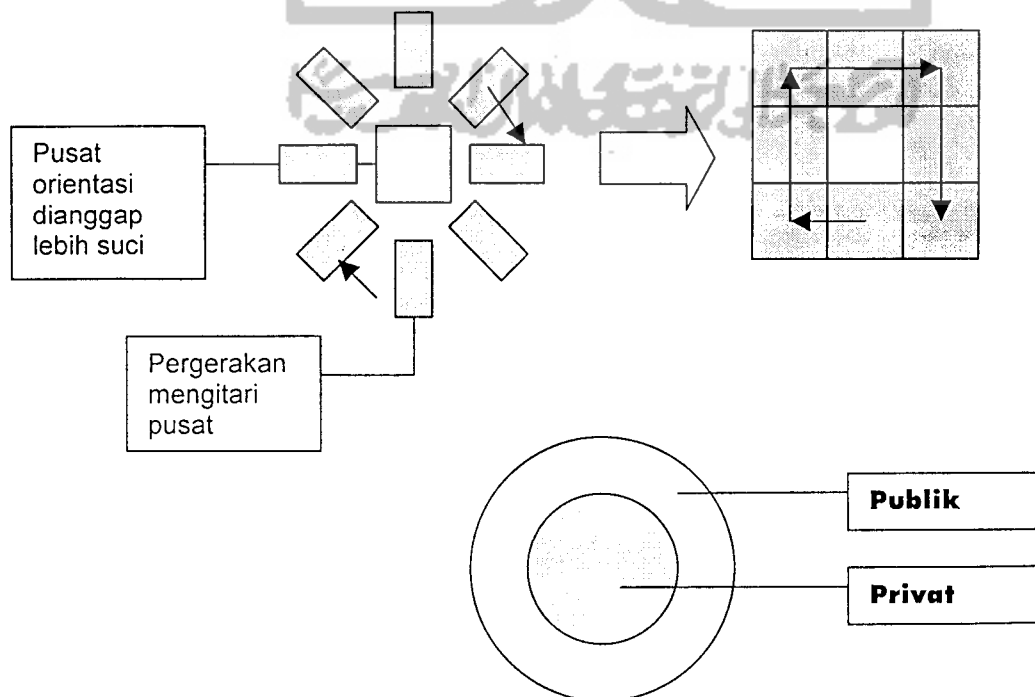 Pusat
orientasi
dianggap
lebih suci
Pergerakan
mengitari
pusat
Publik
Privat